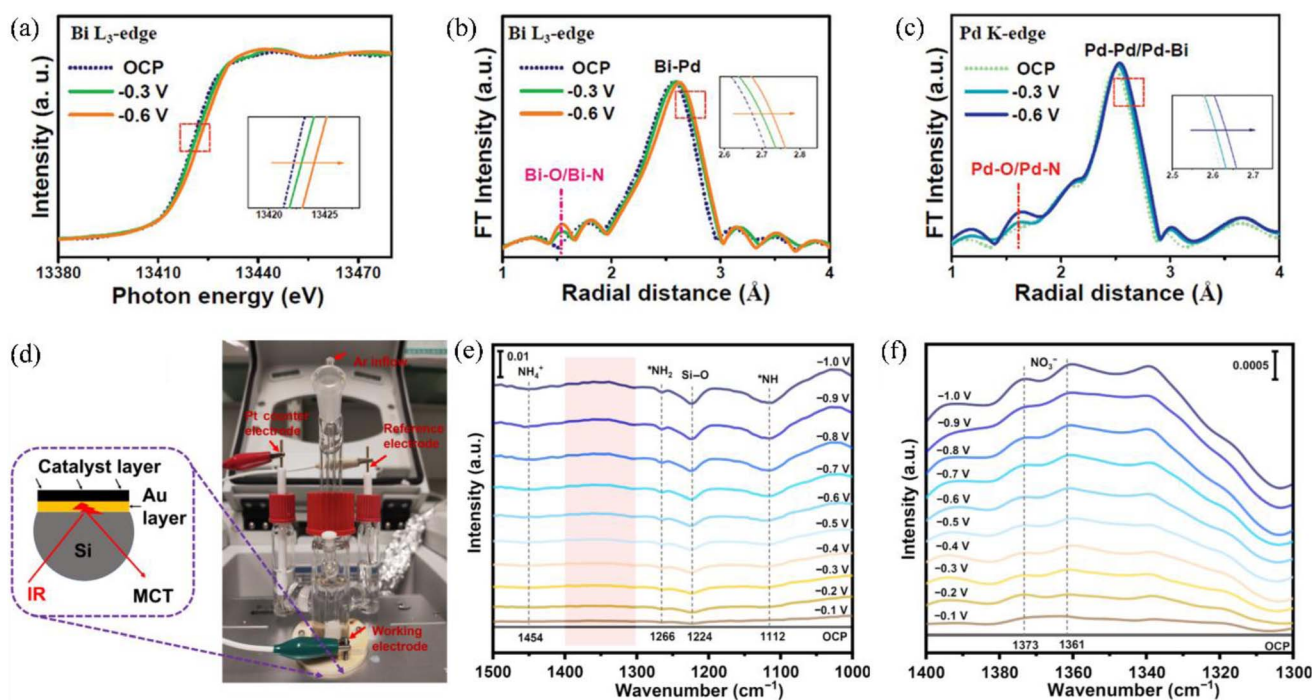 (a)
Bi L₃-edge
OCP
-0.3 V
-0.6 V
13420 13425
Intensity (a. u.)
13380 13410 13440 13470
Photon energy (eV)
(b)
Bi L₃-edge
OCP
-0.3 V
-0.6 V
Bi-Pd
2.6 2.7 2.8
Bi-O/Bi-N
FT Intensity (a.u.)
1 2 3 4
Radial distance (Å)
(c)
Pd K-edge
Pd-Pd/Pd-Bi
OCP
-0.3 V
-0.6 V
2.5 2.6 2.7
Pd-O/Pd-N
FT Intensity (a.u.)
1 2 3 4
Radial distance (Å)
(d)
Catalyst layer
Au
layer
Si
IR
MCT
Ar inflow
Pt counter
electrode
Reference
electrode
Working
electrode
(e)
0.01
NH₄⁺
*NH₂
Si–O
*NH
−1.0 V
−0.9 V
−0.8 V
−0.7 V
−0.6 V
−0.5 V
−0.4 V
−0.3 V
−0.2 V
−0.1 V
OCP
1454
1266
1224
1112
Intensity (a.u.)
1500 1400 1300 1200 1100 1000
Wavenumber (cm⁻¹)
(f)
NO₃⁻
0.0005
−1.0 V
−0.9 V
−0.8 V
−0.7 V
−0.6 V
−0.5 V
−0.4 V
−0.3 V
−0.2 V
−0.1 V
1373 1361
OCP
Intensity (a.u.)
1400 1380 1360 1340 1320 1300
Wavenumber (cm⁻¹)